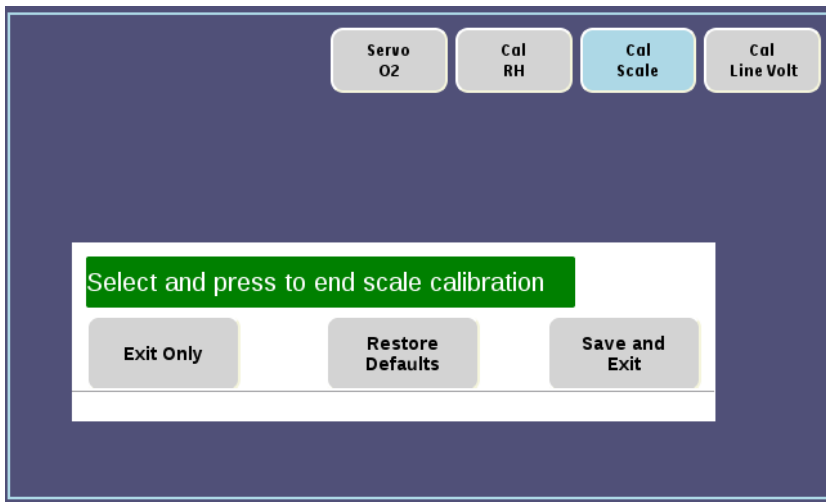 Servo
O2
Cal
RH
Cal
Scale
Cal
Line Volt
Select and press to end scale calibration
Exit Only
Restore
Defaults
Save and
Exit